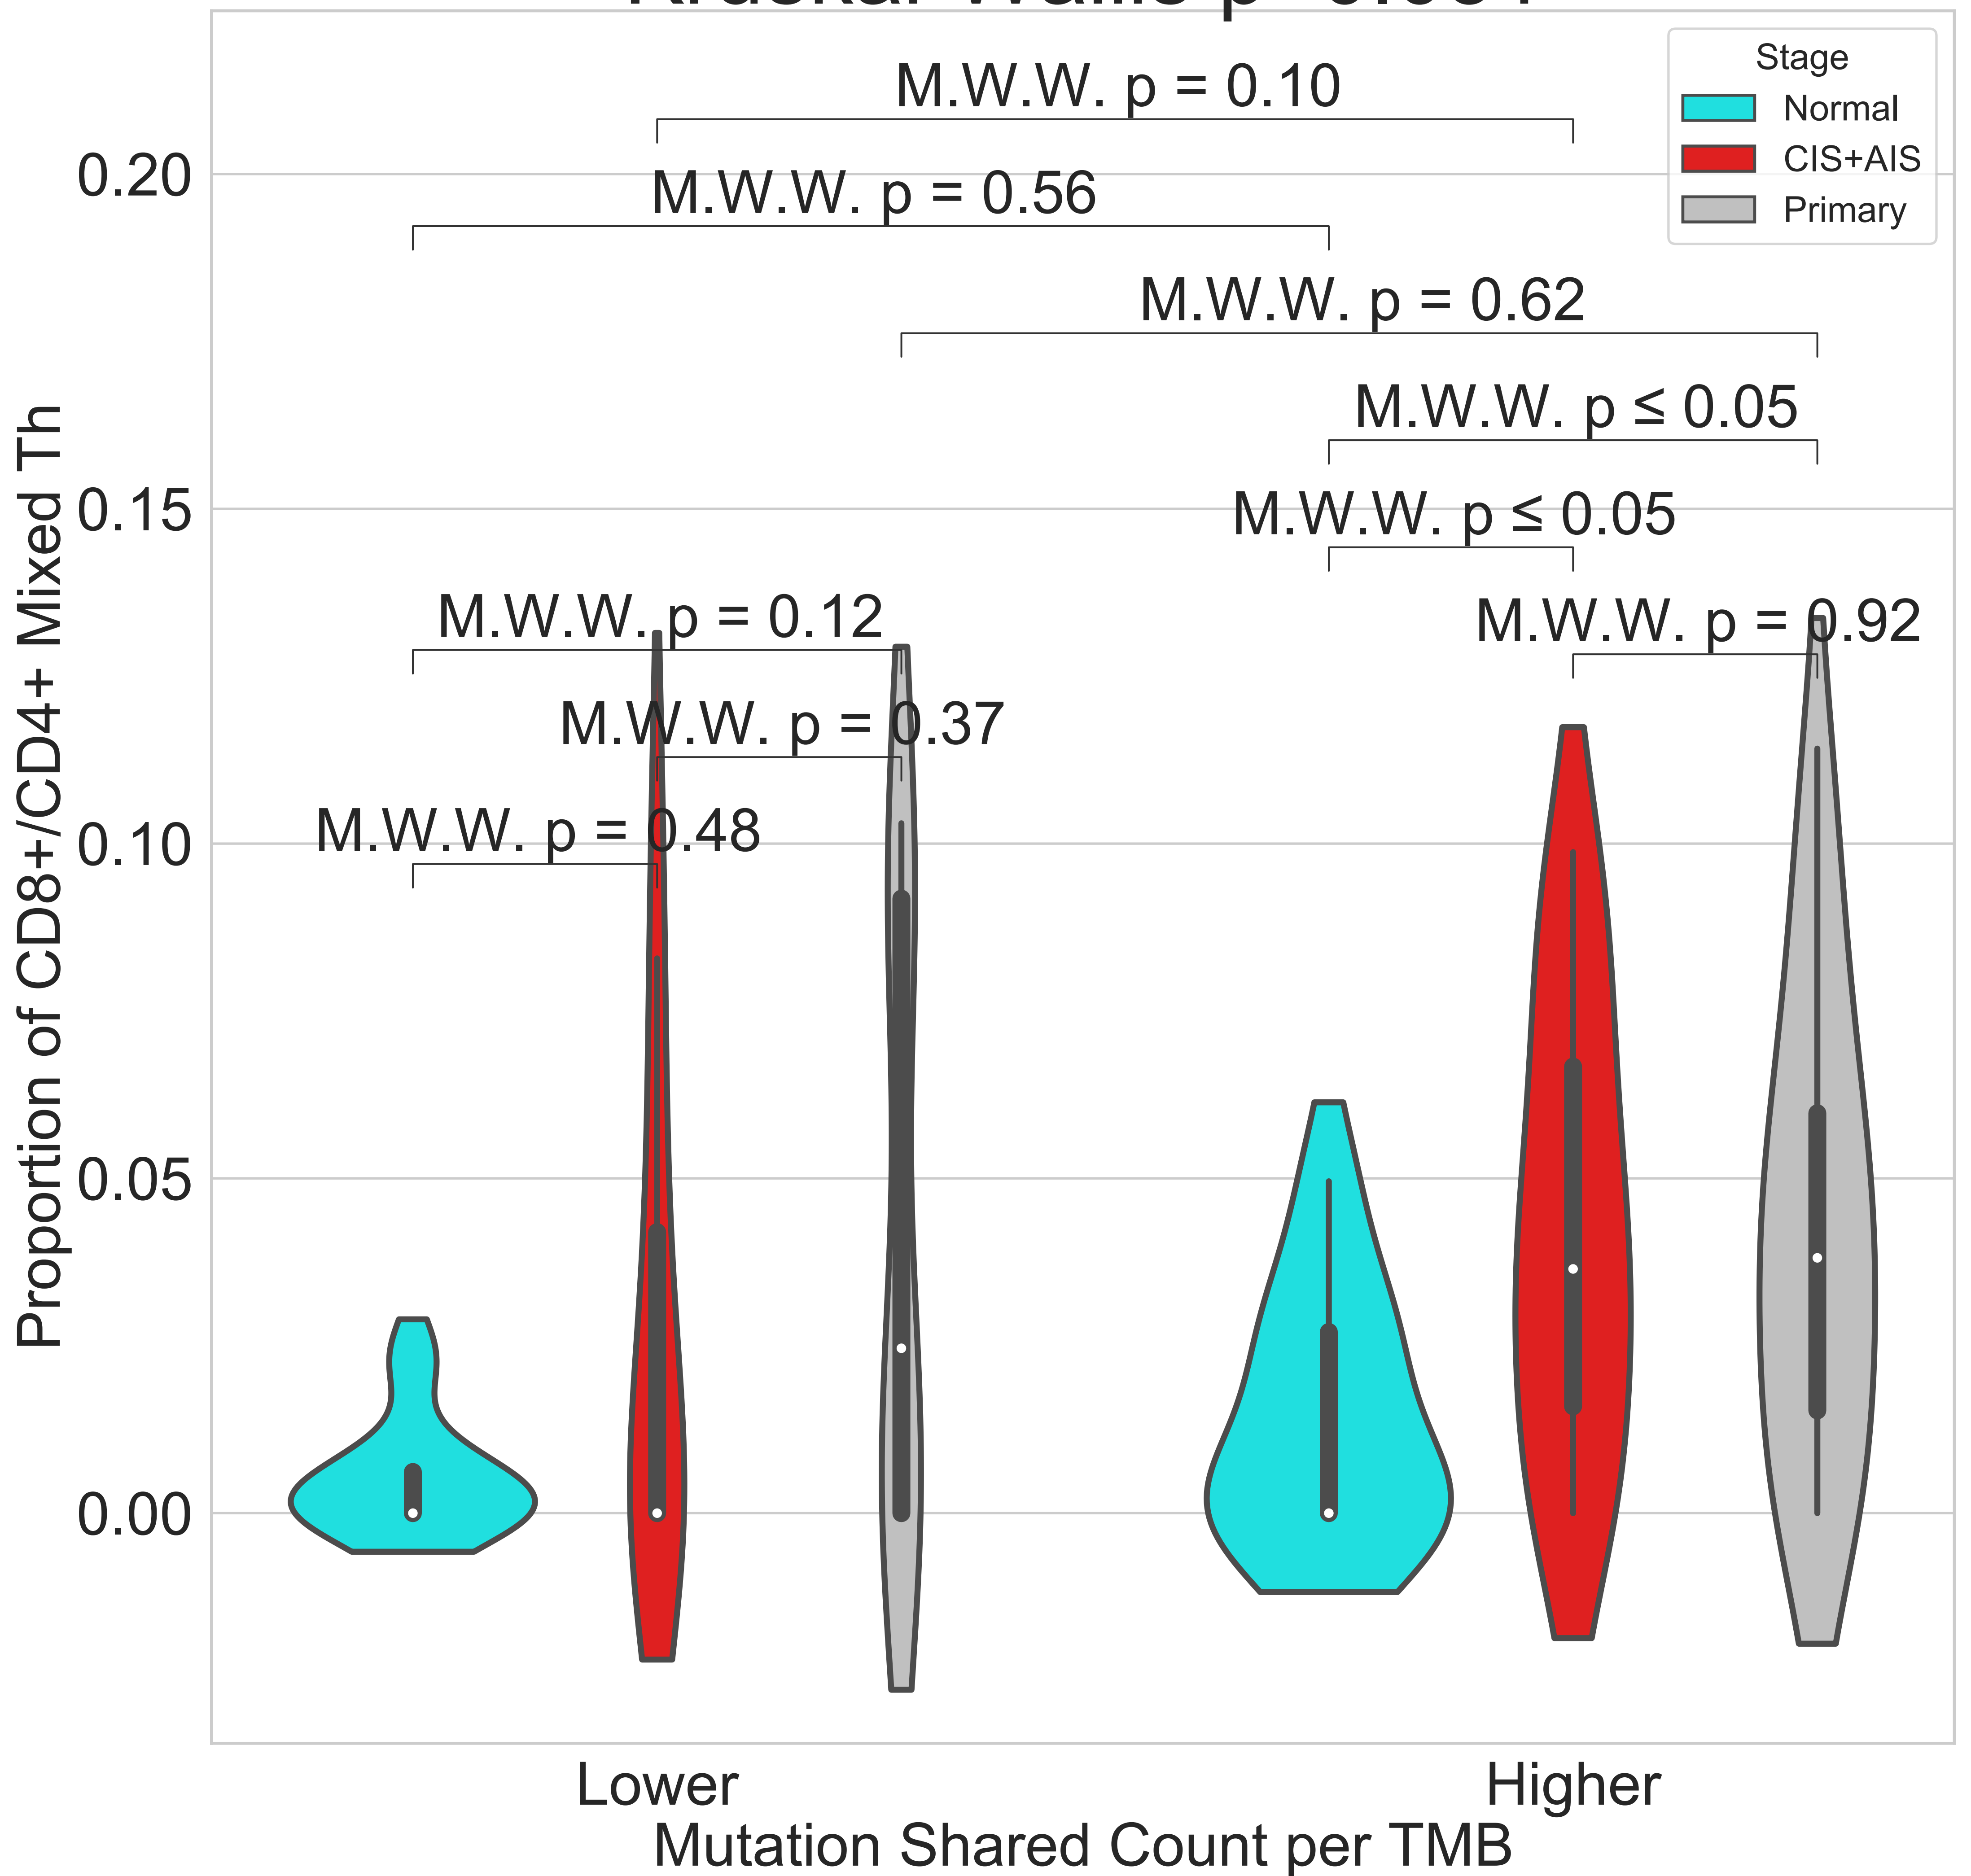 M.W.W. p = 0.10
M.W.W. p = 0.56
M.W.W. p = 0.62
M.W.W. p ≤ 0.05
M.W.W. p ≤ 0.05
M.W.W. p = 0.92
M.W.W. p = 0.12
M.W.W. p = 0.37
M.W.W. p = 0.48
Stage
Normal
CIS+AIS
Primary
Proportion of CD8+/CD4+ Mixed Th
0.20
0.15
0.10
0.05
0.00
Lower
Higher
Mutation Shared Count per TMB